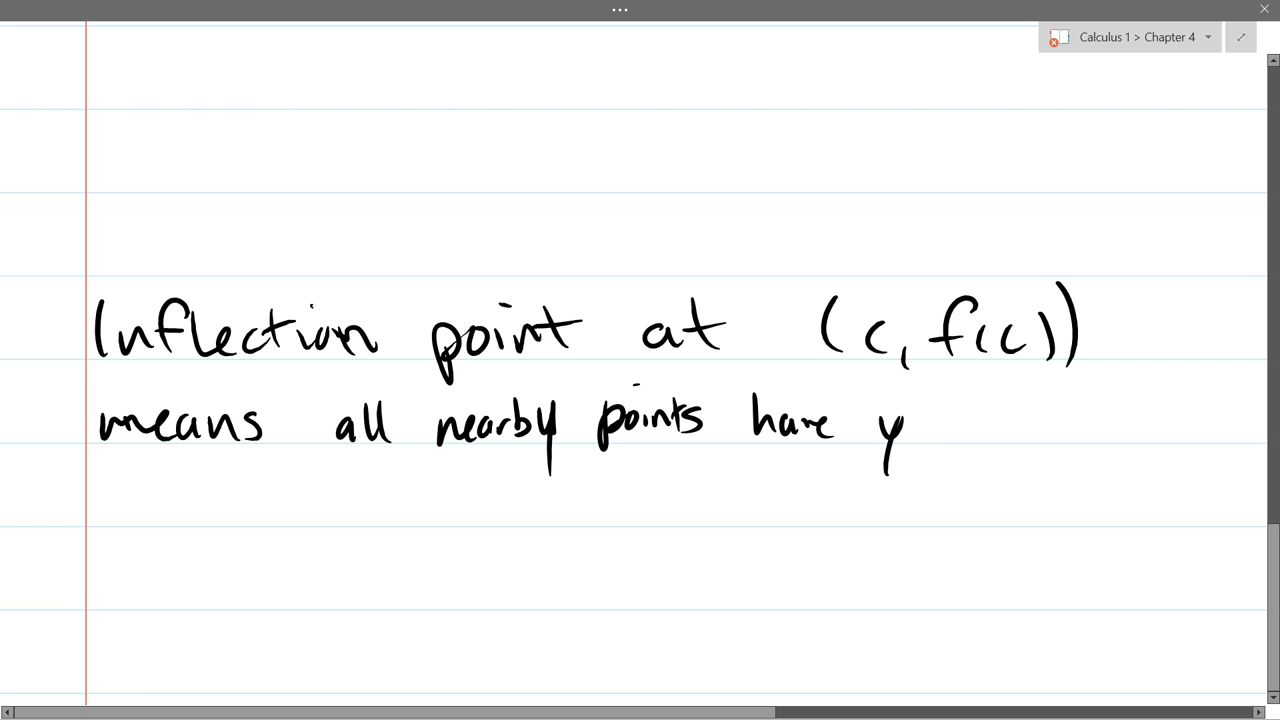 Calculus 1 > Chapter 4
Inflection point at (c, f(c))
means all nearby points have y